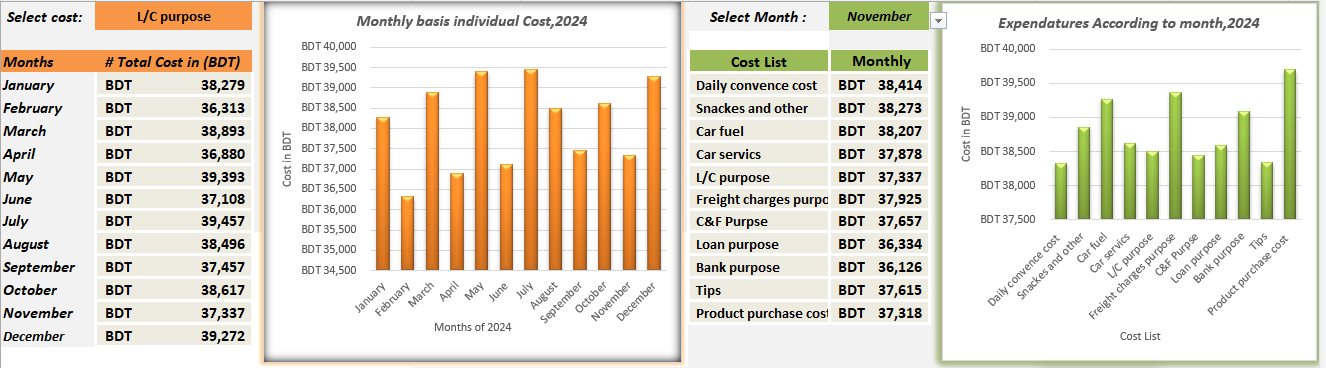 Select cost: L/C purpose
Months # Total Cost in (BDT)
January BDT 38,279
February BDT 36,313
March BDT 38,893
April BDT 36,880
May BDT 39,393
June BDT 37,108
July BDT 39,457
August BDT 38,496
September BDT 37,457
October BDT 38,617
November BDT 37,337
December BDT 39,272
Monthly basis individual Cost,2024
Cost in BDT
BDT 40,000
BDT 39,500
BDT 39,000
BDT 38,500
BDT 38,000
BDT 37,500
BDT 37,000
BDT 36,500
BDT 36,000
BDT 35,500
BDT 35,000
BDT 34,500
January
February
March
April
May
June
July
August
September
October
November
December
Months of 2024
Select Month : November
Cost List Monthly
Daily convence cost BDT 38,414
Snackes and other BDT 38,273
Car fuel BDT 38,207
Car servics BDT 37,878
L/C purpose BDT 37,337
Freight charges purpo BDT 37,925
C&F Purpse BDT 37,657
Loan purpose BDT 36,334
Bank purpose BDT 36,126
Tips BDT 37,615
Product purchase cost BDT 37,318
Expendatures According to month,2024
Cost in BDT
BDT 40,000
BDT 39,500
BDT 39,000
BDT 38,500
BDT 38,000
BDT 37,500
Daily convence cost
Snackes and other
Car fuel
Car servics
L/C purpose
Freight charges purpose
C&F Purpse
Loan purpose
Bank purpose
Tips
Product purchase cost
Cost List